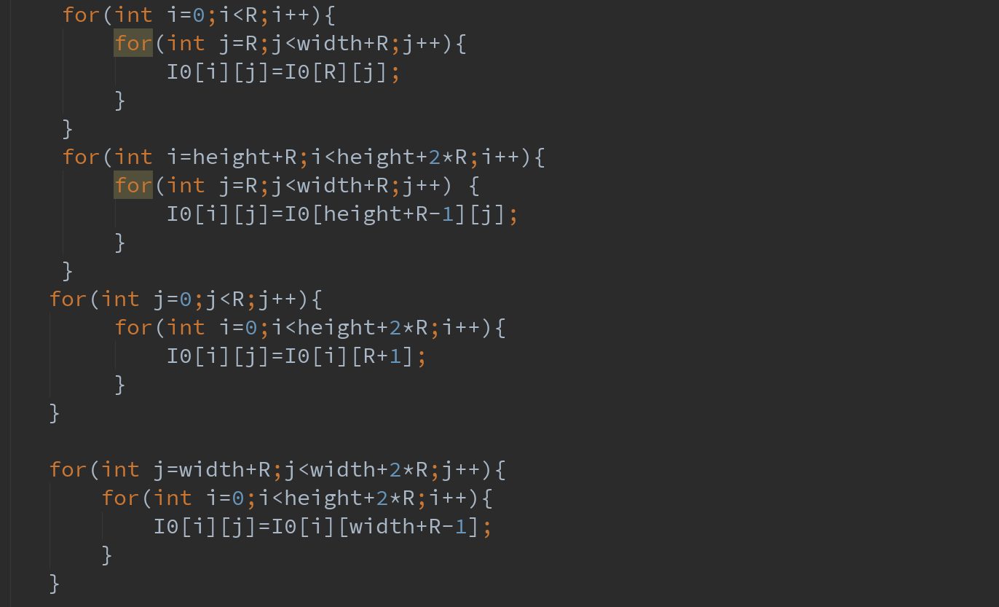 for(int i=0;i<R;i++){
for(int j=R;j<width+R;j++){
I0[i][j]=I0[R][j];
}
}
for(int i=height+R;i<height+2*R;i++){
for(int j=R;j<width+R;j++) {
I0[i][j]=I0[height+R-1][j];
}
}
for(int j=0;j<R;j++){
for(int i=0;i<height+2*R;i++){
I0[i][j]=I0[i][R+1];
}
}
for(int j=width+R;j<width+2*R;j++){
for(int i=0;i<height+2*R;i++){
I0[i][j]=I0[i][width+R-1];
}
}